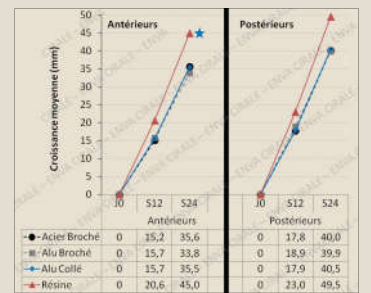 Antérieurs
Postérieurs
Croissance moyenne (mm)
50
45
40
35
30
25
20
15
10
5
0
J0 S12 S24 J0 S12 S24
Antérieurs Postérieurs
Acier Broché 0 15,2 35,6 0 17,8 40,0
Alu Broché 0 15,7 33,8 0 18,9 39,9
Alu Collé 0 15,7 35,5 0 17,9 40,5
Résine 0 20,6 45,0 0 23,0 49,5